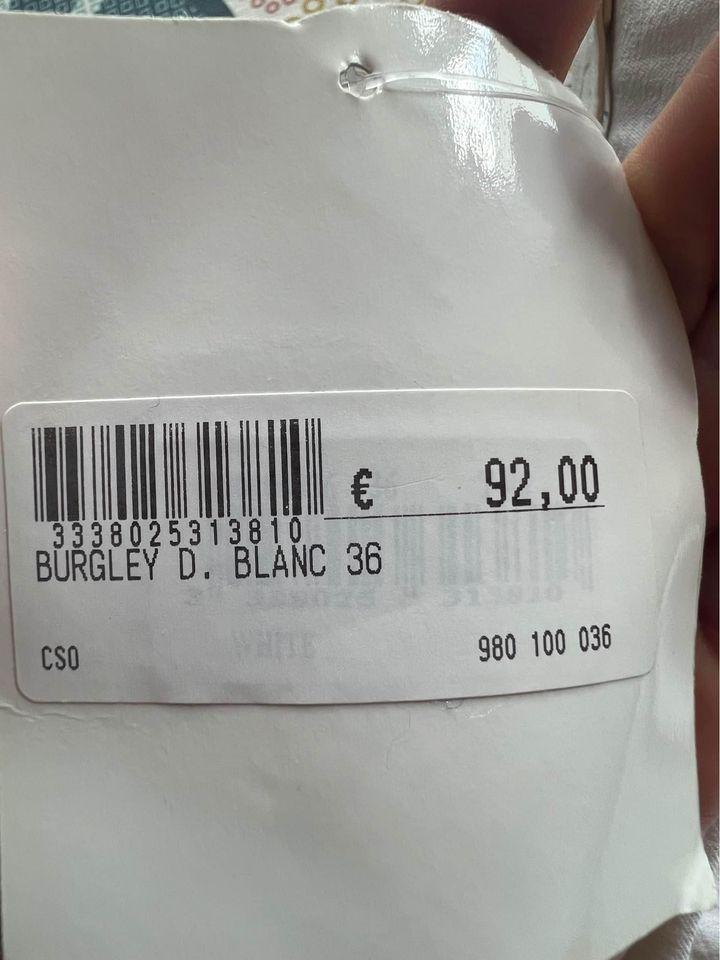 € 92,00
3338025313810
BURGLEY D. BLANC 36
CSO 980 100 036